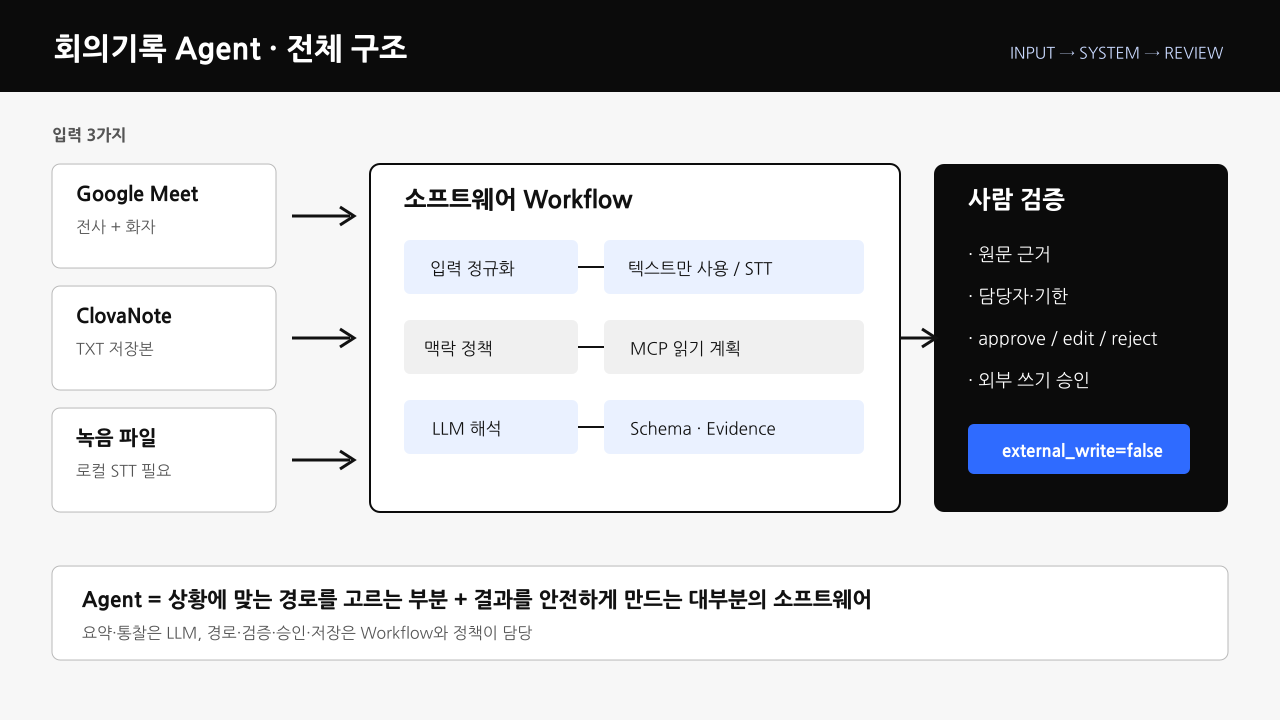 회의기록 Agent · 전체 구조
INPUT → SYSTEM → REVIEW
입력 3가지
Google Meet
전사 + 화자
ClovaNote
TXT 저장본
녹음 파일
로컬 STT 필요
소프트웨어 Workflow
입력 정규화
텍스트만 사용 / STT
맥락 정책
MCP 읽기 계획
LLM 해석
Schema · Evidence
사람 검증
· 원문 근거
· 담당자·기한
· approve / edit / reject
· 외부 쓰기 승인
external_write=false
Agent = 상황에 맞는 경로를 고르는 부분 + 결과를 안전하게 만드는 대부분의 소프트웨어
요약·통찰은 LLM, 경로·검증·승인·저장은 Workflow와 정책이 담당